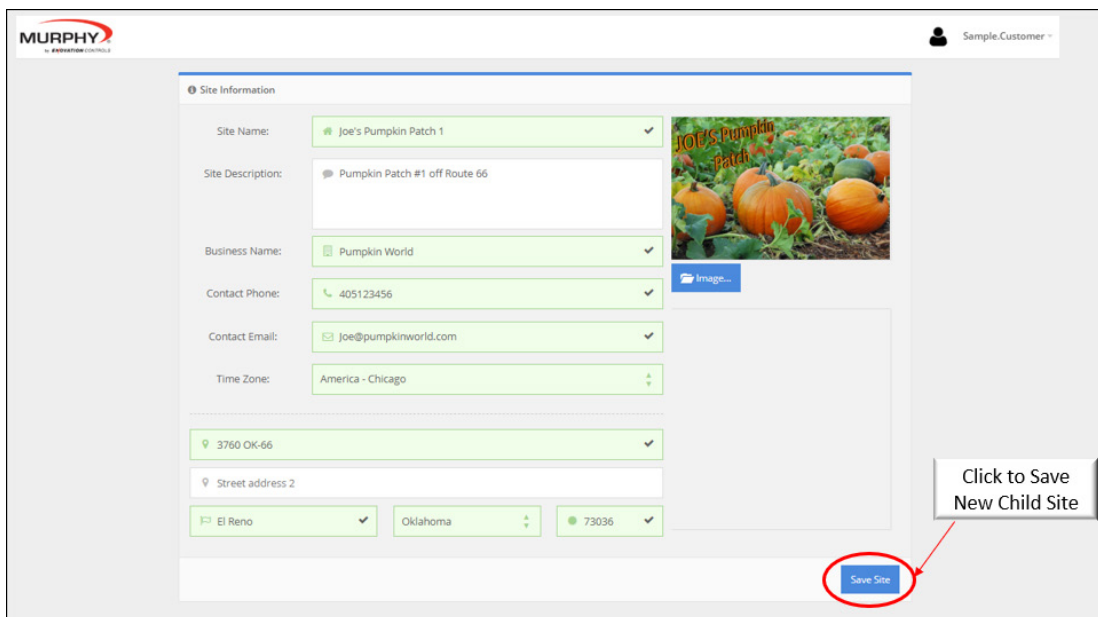 MURPHY
by ENOVATION CONTROLS
Sample.Customer
Site Information
Site Name:
Joe's Pumpkin Patch 1
JOE'S Pumpkin
Patch
Site Description:
Pumpkin Patch #1 off Route 66
Business Name:
Pumpkin World
Image...
Contact Phone:
405123456
Contact Email:
Joe@pumpkinworld.com
Time Zone:
America - Chicago
3760 OK-66
Street address 2
El Reno
Oklahoma
73036
Click to Save
New Child Site
Save Site